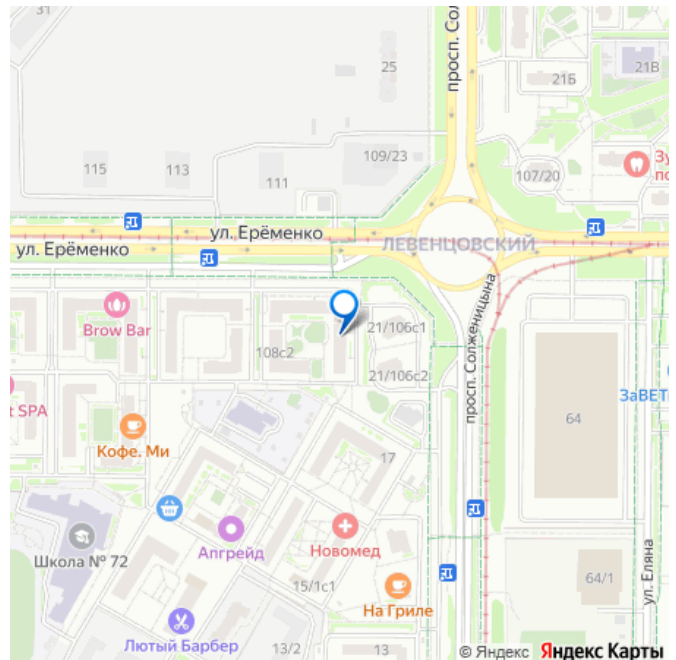 31
просп. Со
25
21Б
21В
115
113
111
109/23
107/20
Зу
по
ул. Ерёменко
ул. Ерёменко
ЛЕВЕНЦОВСКИЙ
просп. Солженицына
Brow Bar
108с2
21/106с1
21/106с2
t SPA
Кофе. Ми
64
ЗаВЕТ
17
Апгрейд
Новомед
Школа № 72
15/1с1
На Гриле
64/1
ул. Еляна
Лютый Барбер
13/2
13
© Яндекс Яндекс Карты